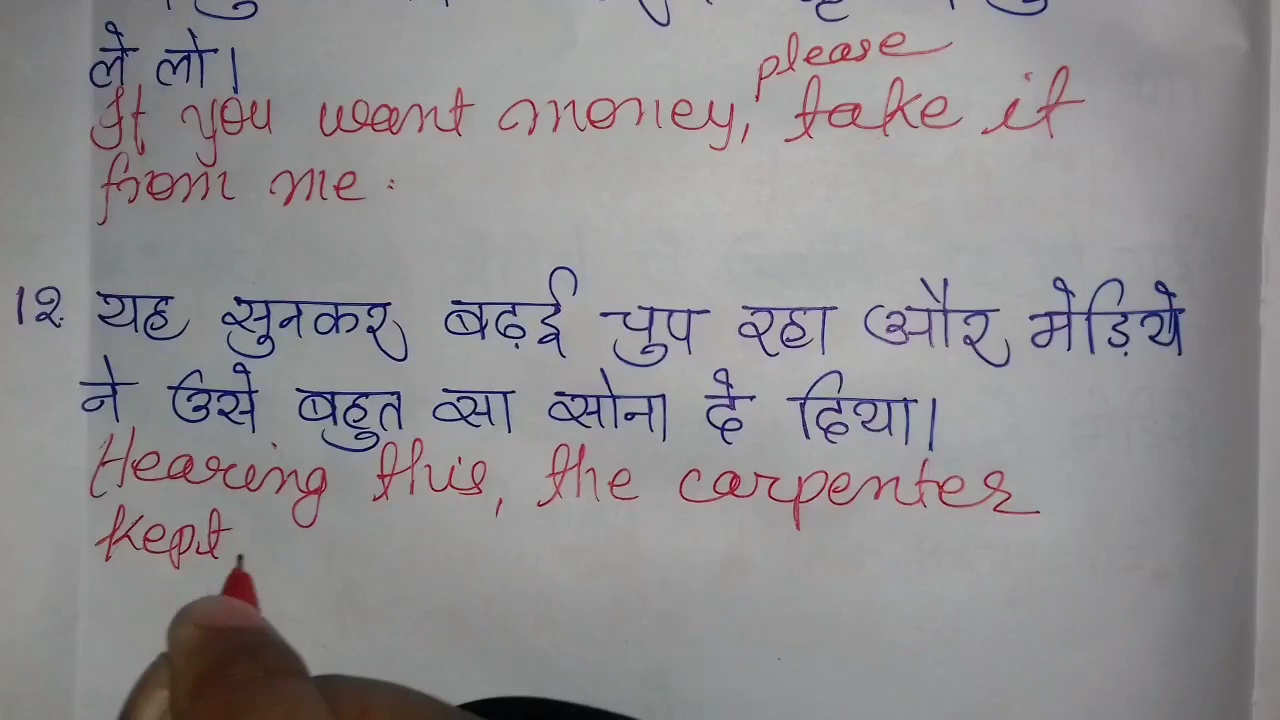 ले लो।
please
If you want money, take it
from me.
12. यह सुनकर बढ़ई चुप रहा और मेड़िये
ने उसे बहुत सा सोना दे दिया।
Hearing this, the carpenter
kept